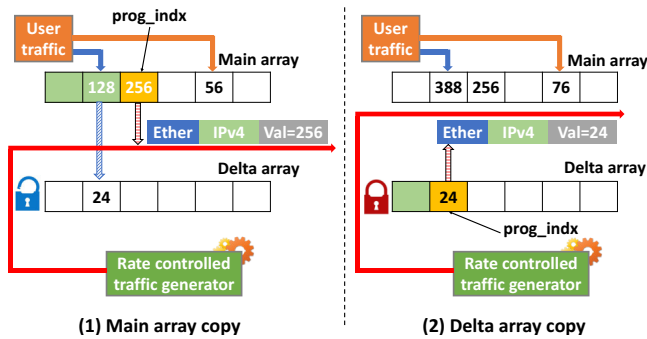 User
traffic
prog_indx
Main array
128 256 56
Ether IPv4 Val=256
Delta array
24
Rate controlled
traffic generator
(1) Main array copy
User
traffic
Main array
388 256 76
Ether IPv4 Val=24
Delta array
24
prog_indx
Rate controlled
traffic generator
(2) Delta array copy